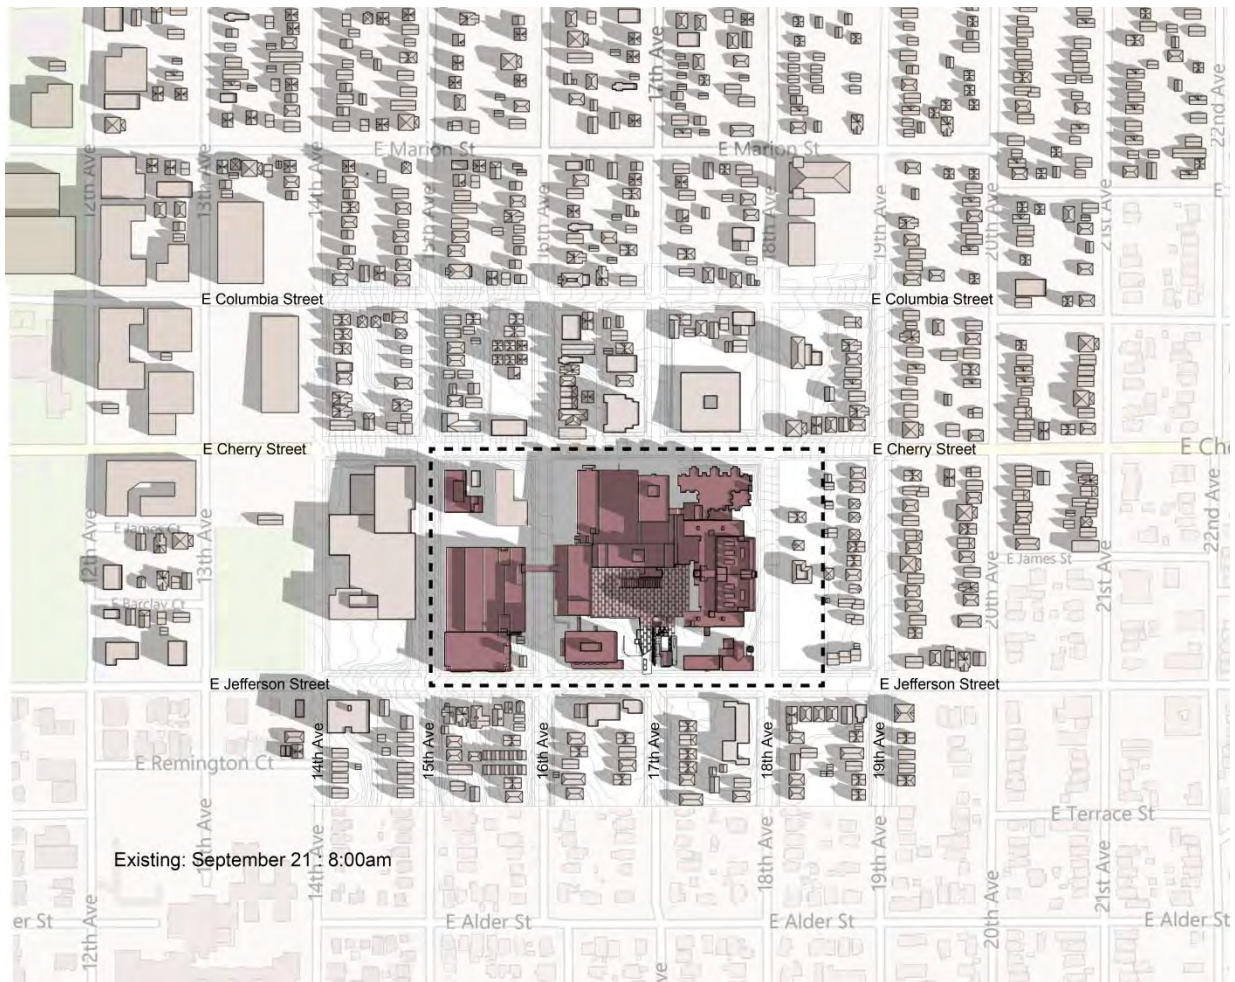 17th Ave
22nd Ave
E Marion St
E Marion St
12th Ave
13th Ave
14th Ave
15th Ave
16th Ave
18th Ave
19th Ave
20th Ave
21st Ave
E Columbia Street
E Columbia Street
E Cherry Street
E Cherry Street
E Che
12th Ave
13th Ave
E James Ct
22nd Ave
E James St
E Barclay Ct
20th Ave
21st Ave
E Jefferson Street
E Jefferson Street
14th Ave
15th Ave
16th Ave
17th Ave
18th Ave
19th Ave
E Remington Ct
E Terrace St
Existing: September 21 : 8:00am
14th Ave
18th Ave
19th Ave
20th Ave
21st Ave
er St
12th Ave
E Alder St
E Alder St
E Alder St
ve